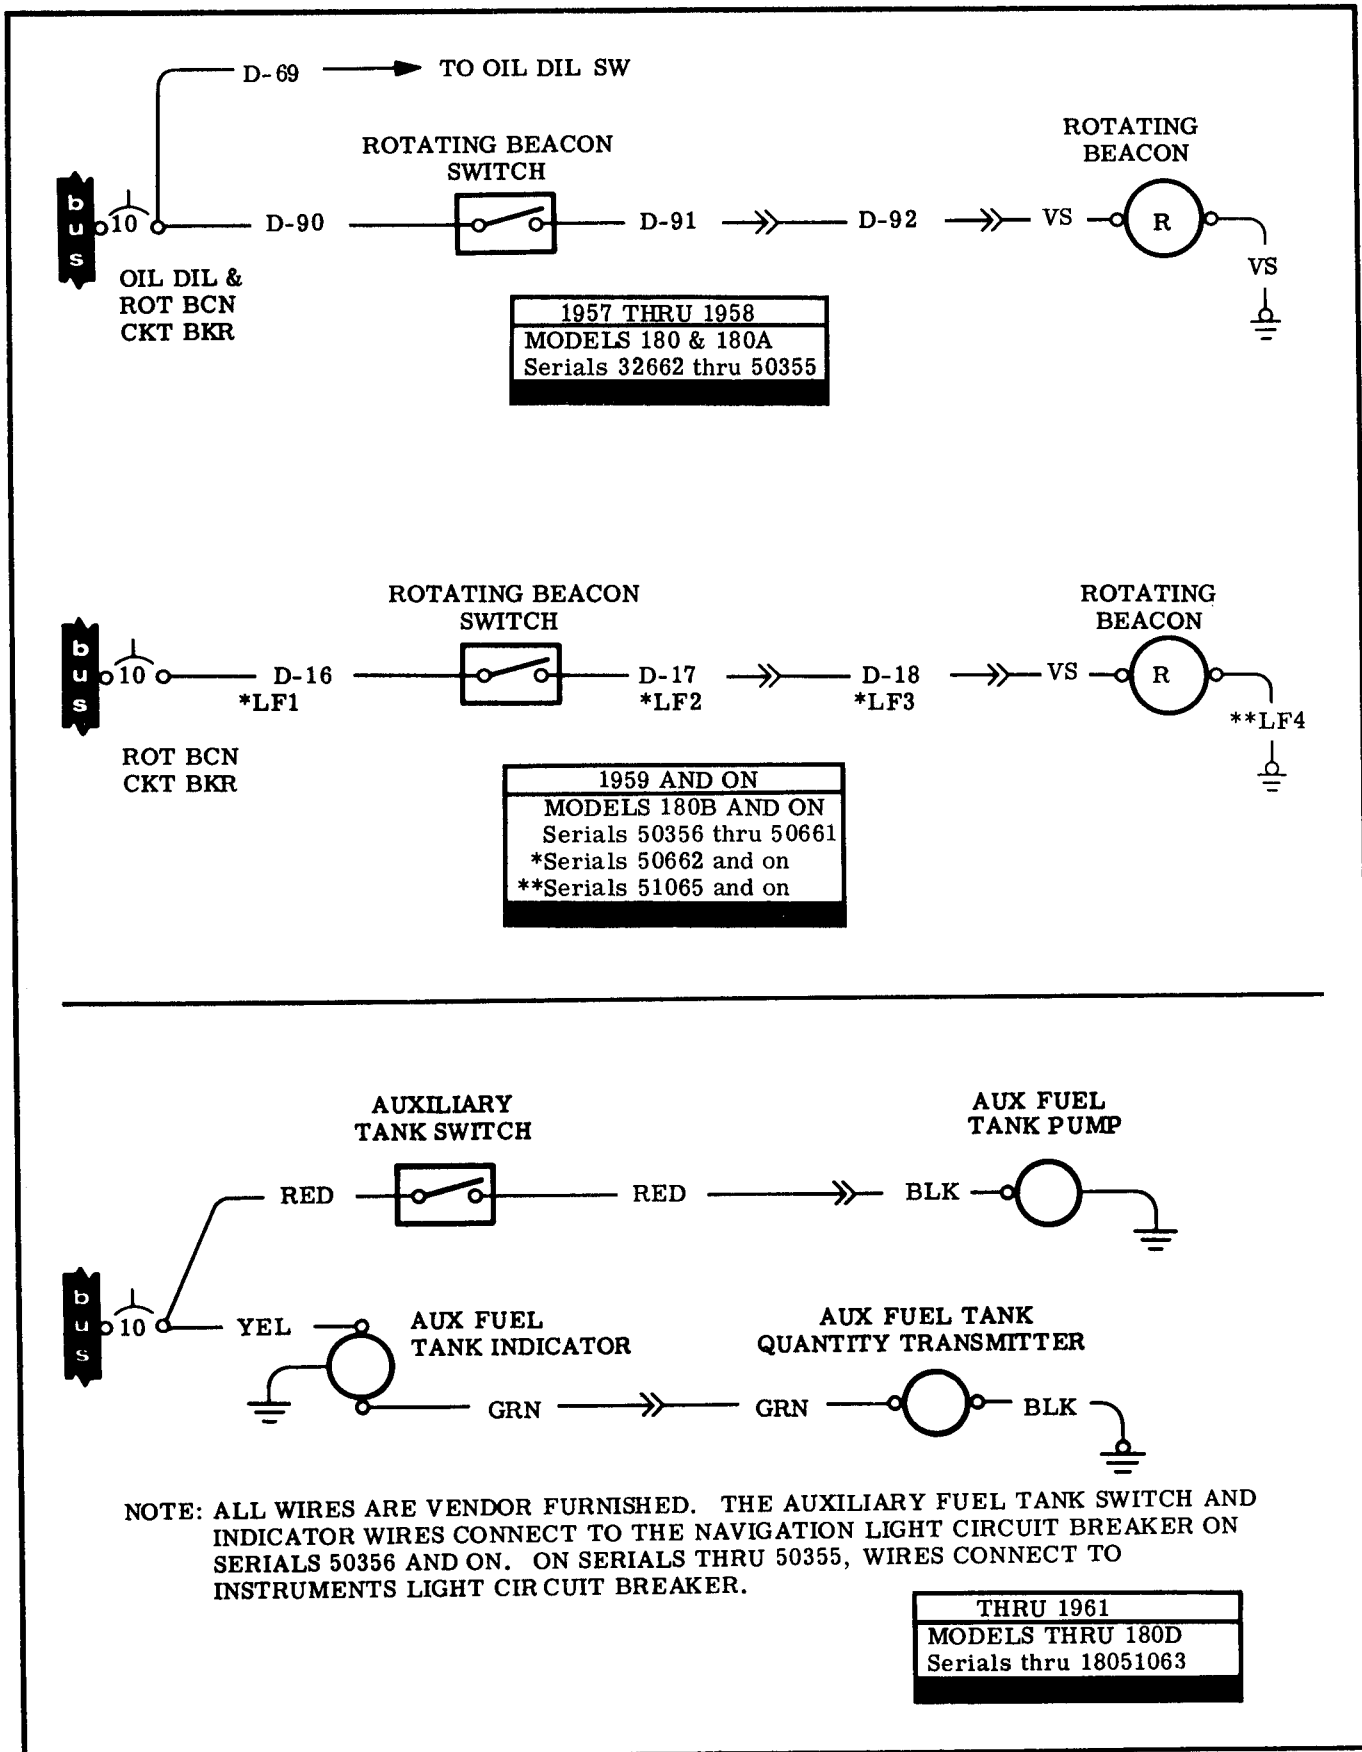 D-69 TO OIL DIL SW
ROTATING BEACON
SWITCH
ROTATING
BEACON
bus
10
D-90
D-91
D-92
VS
R
VS
OIL DIL &
ROT BCN
CKT BKR
1957 THRU 1958
MODELS 180 & 180A
Serials 32662 thru 50355
ROTATING BEACON
SWITCH
ROTATING
BEACON
bus
10
D-16
*LF1
D-17
*LF2
D-18
*LF3
VS
R
**LF4
ROT BCN
CKT BKR
1959 AND ON
MODELS 180B AND ON
Serials 50356 thru 50661
*Serials 50662 and on
**Serials 51065 and on
AUXILIARY
TANK SWITCH
AUX FUEL
TANK PUMP
RED
RED
BLK
bus
10
YEL
AUX FUEL
TANK INDICATOR
AUX FUEL TANK
QUANTITY TRANSMITTER
GRN
GRN
BLK
NOTE: ALL WIRES ARE VENDOR FURNISHED. THE AUXILIARY FUEL TANK SWITCH AND
INDICATOR WIRES CONNECT TO THE NAVIGATION LIGHT CIRCUIT BREAKER ON
SERIALS 50356 AND ON. ON SERIALS THRU 50355, WIRES CONNECT TO
INSTRUMENTS LIGHT CIRCUIT BREAKER.
THRU 1961
MODELS THRU 180D
Serials thru 18051063